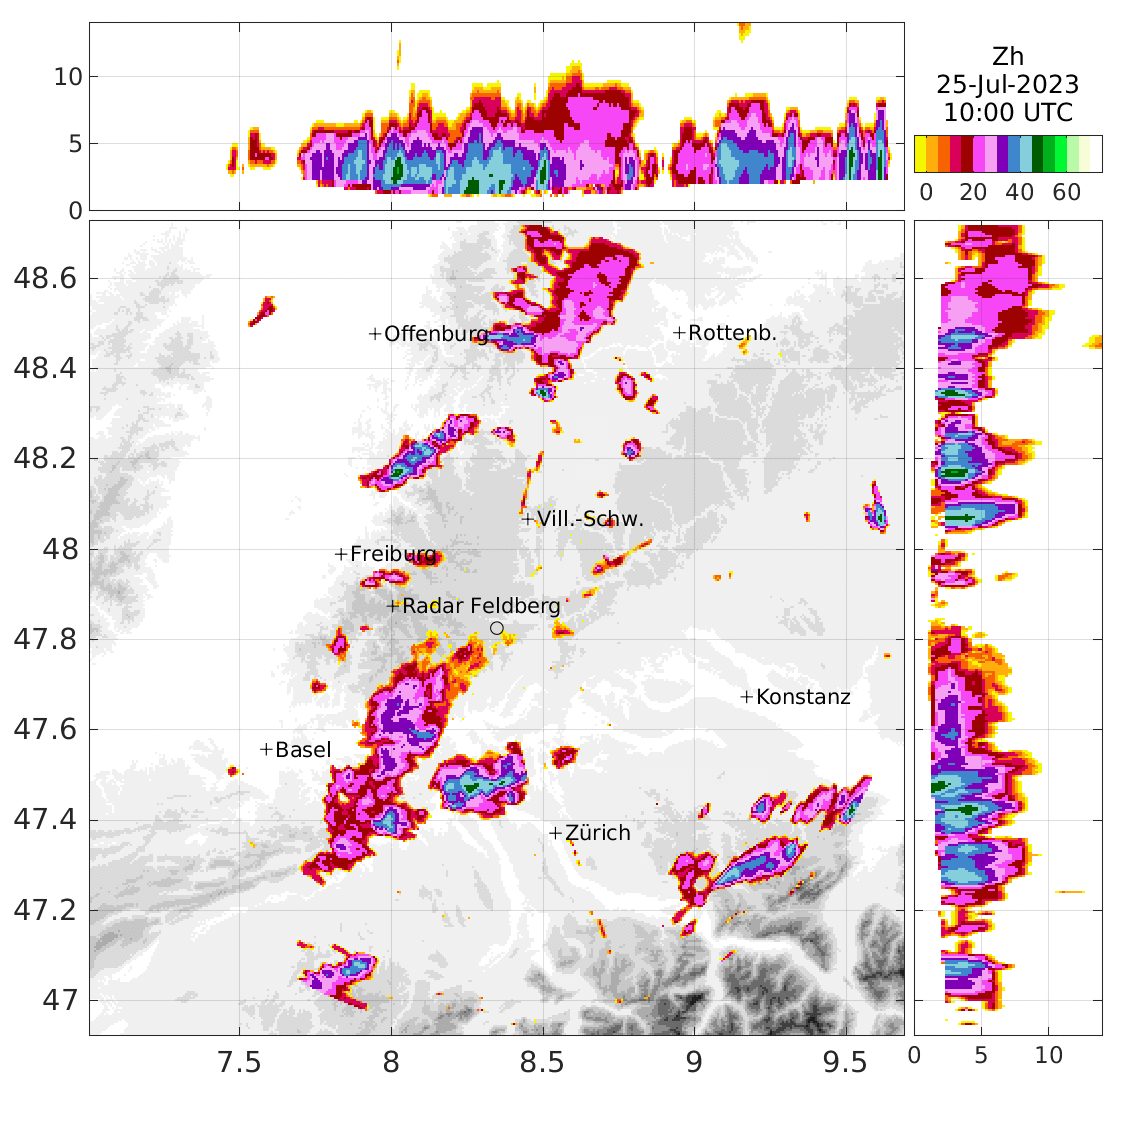 10
5
0
Zh
25-Jul-2023
10:00 UTC
0 20 40 60
48.6
48.4
48.2
48
47.8
47.6
47.4
47.2
47
+Offenburg
+Rottenb.
+Vill.-Schw.
+Freiburg
+Radar Feldberg
+Konstanz
+Basel
+Zürich
7.5 8 8.5 9 9.5
0 5 10